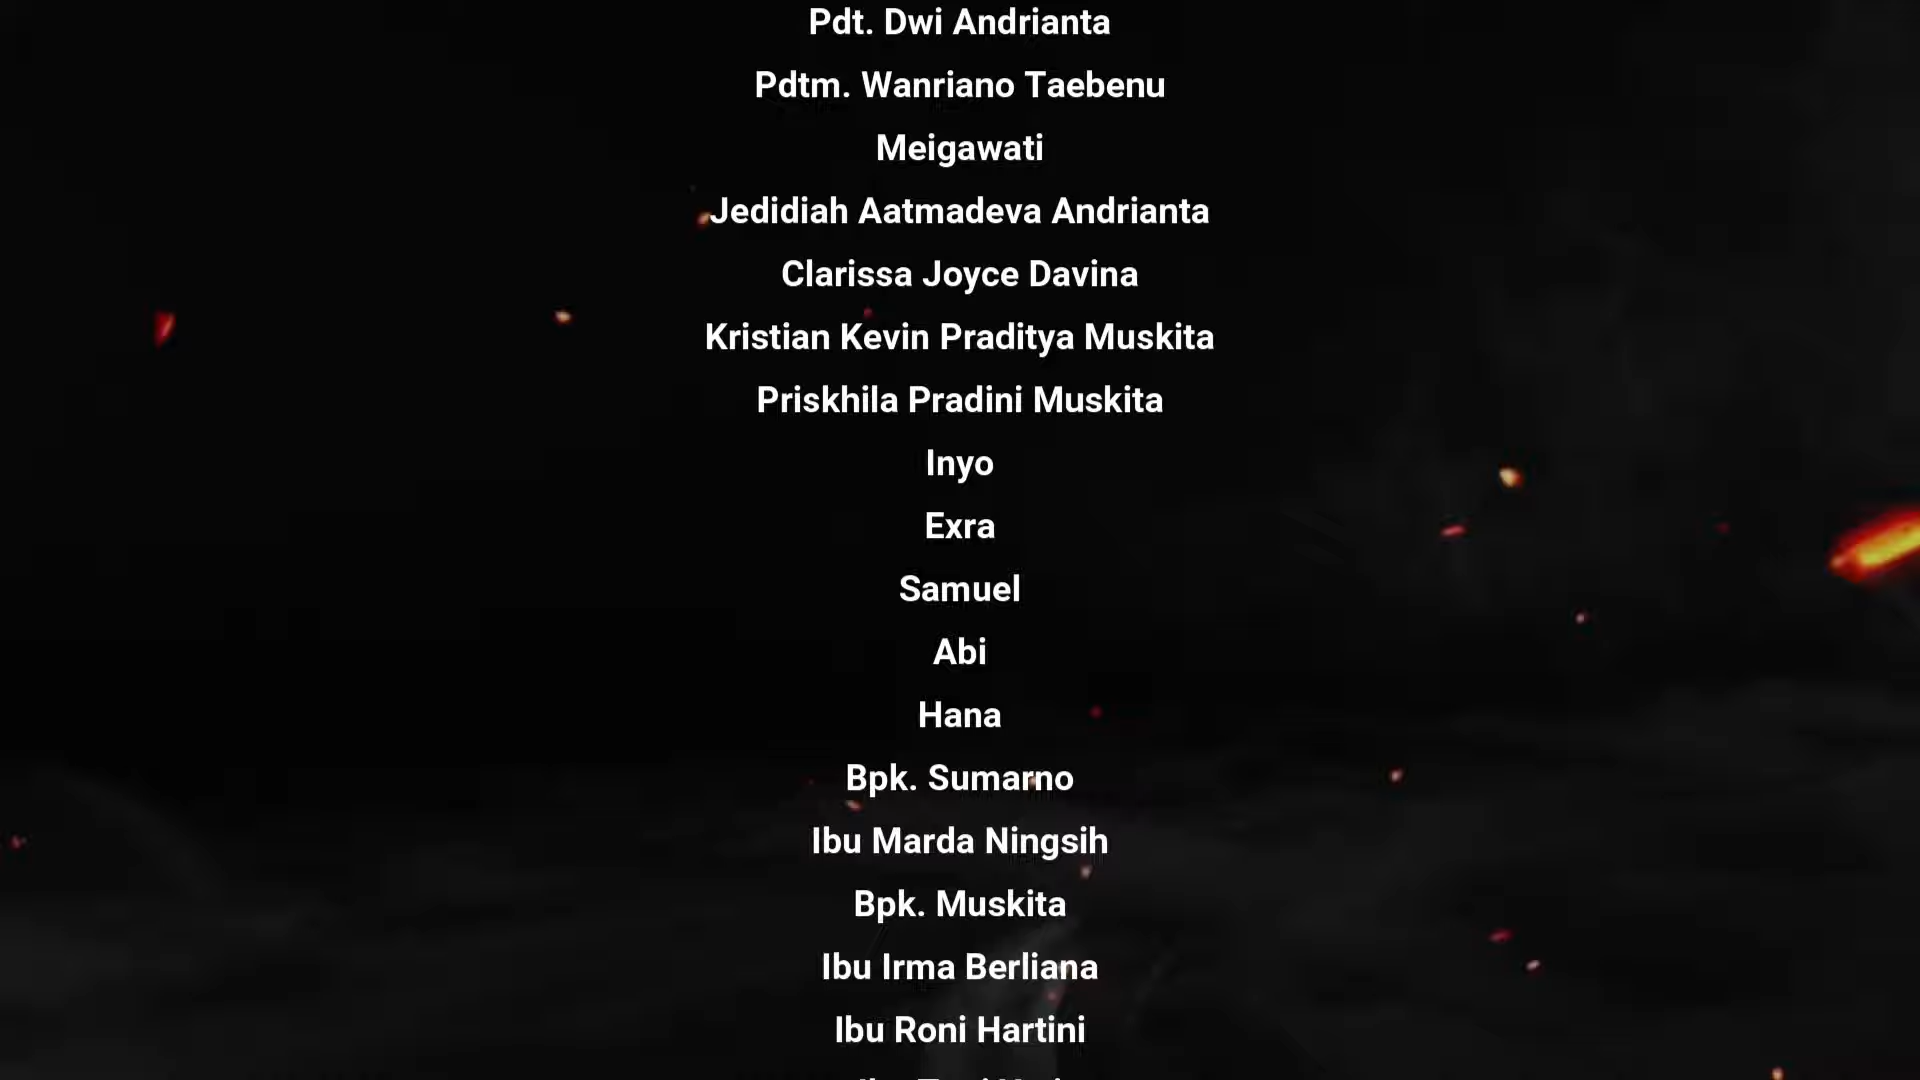 Pdt. Dwi Andrianta
Pdtm. Wanriano Taebenu
Meigawati
Jedidiah Aatmadeva Andrianta
Clarissa Joyce Davina
Kristian Kevin Praditya Muskita
Priskhila Pradini Muskita
Inyo
Exra
Samuel
Abi
Hana
Bpk. Sumarno
Ibu Marda Ningsih
Bpk. Muskita
Ibu Irma Berliana
Ibu Roni Hartini